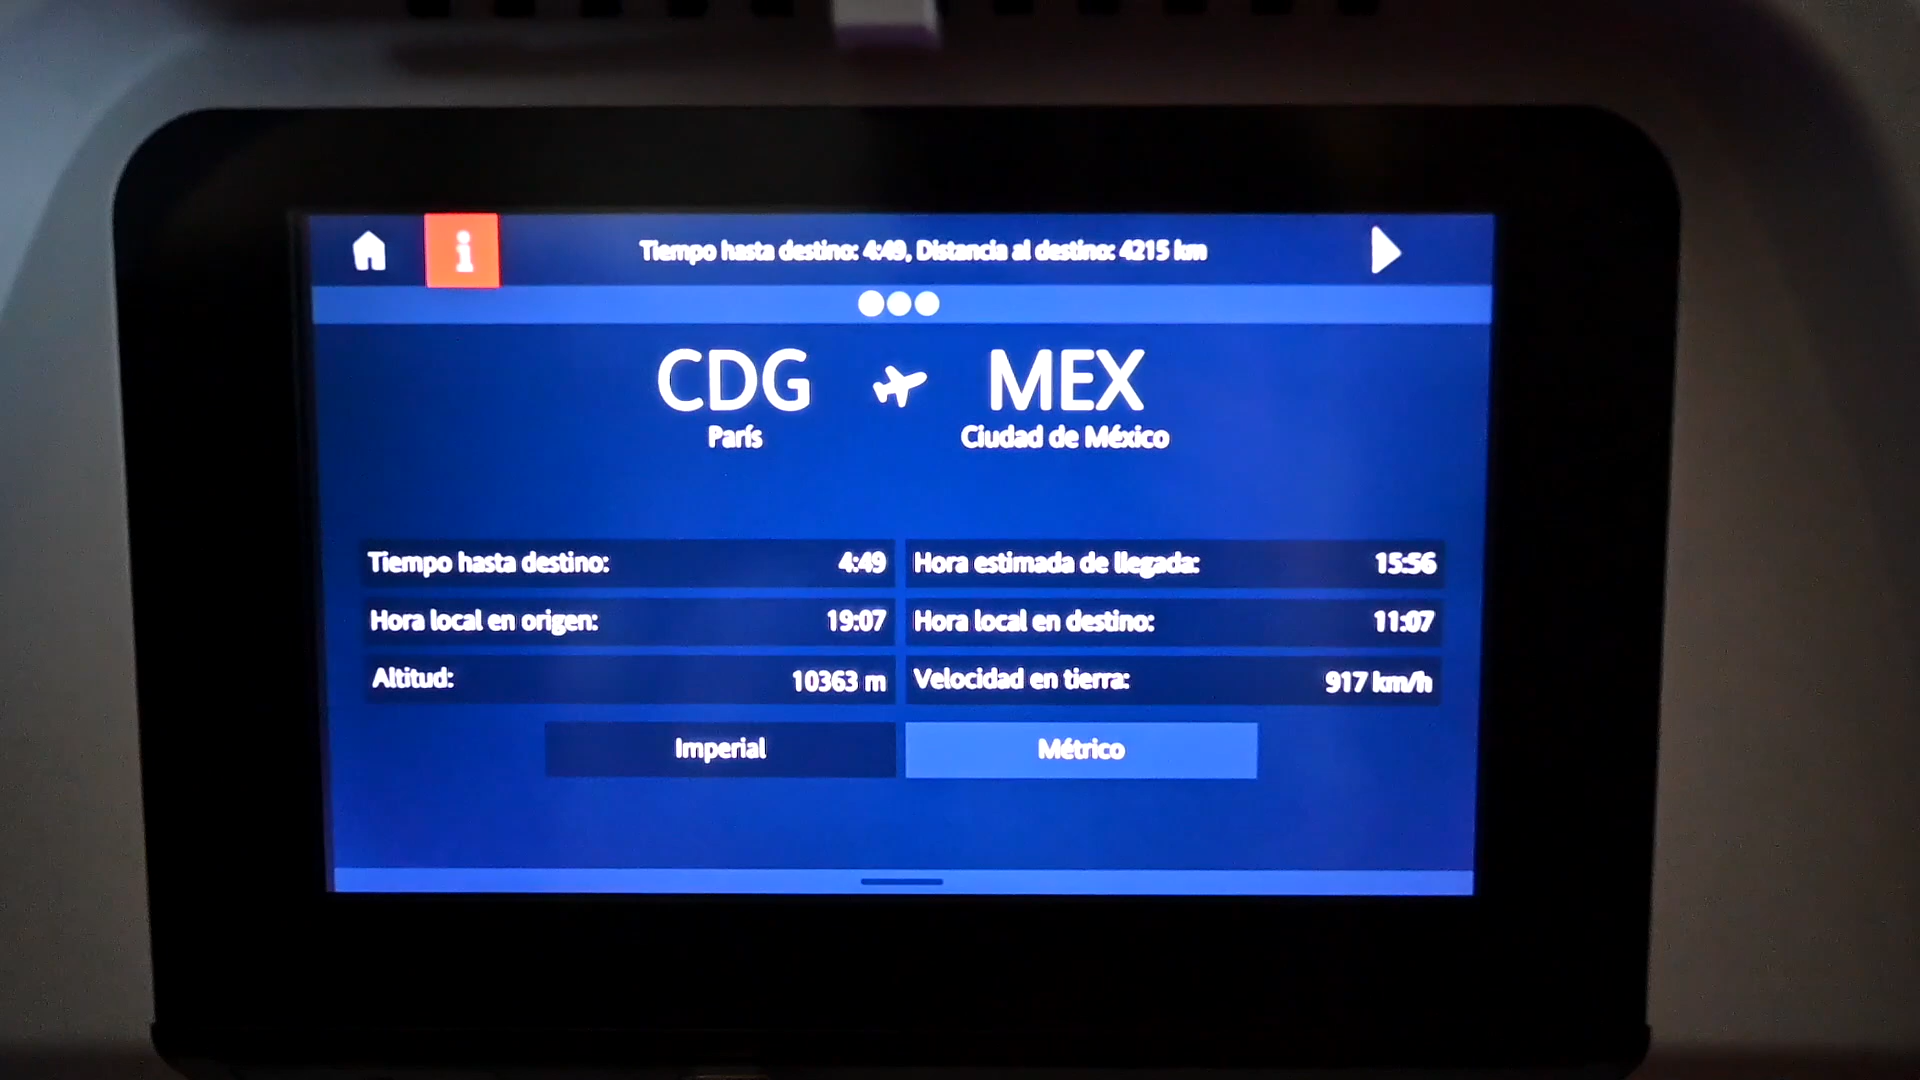 i
Tiempo hasta destino: 4:49, Distancia al destino: 4215 km
CDG MEX
París Ciudad de México
Tiempo hasta destino: 4:49 Hora estimada de llegada: 15:56
Hora local en origen: 19:07 Hora local en destino: 11:07
Altitud: 10363 m Velocidad en tierra: 917 km/h
Imperial Métrico